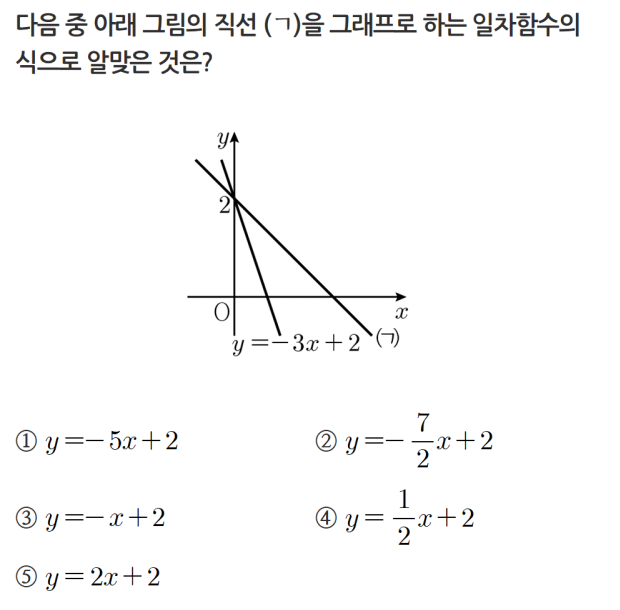 다음 중 아래 그림의 직선 (ㄱ)을 그래프로 하는 일차함수의
식으로 알맞은 것은?
y
2
O
x
y=-3x+2 (ㄱ)
① y=-5x+2 ② y=-7/2x+2
③ y=-x+2 ④ y=1/2x+2
⑤ y=2x+2